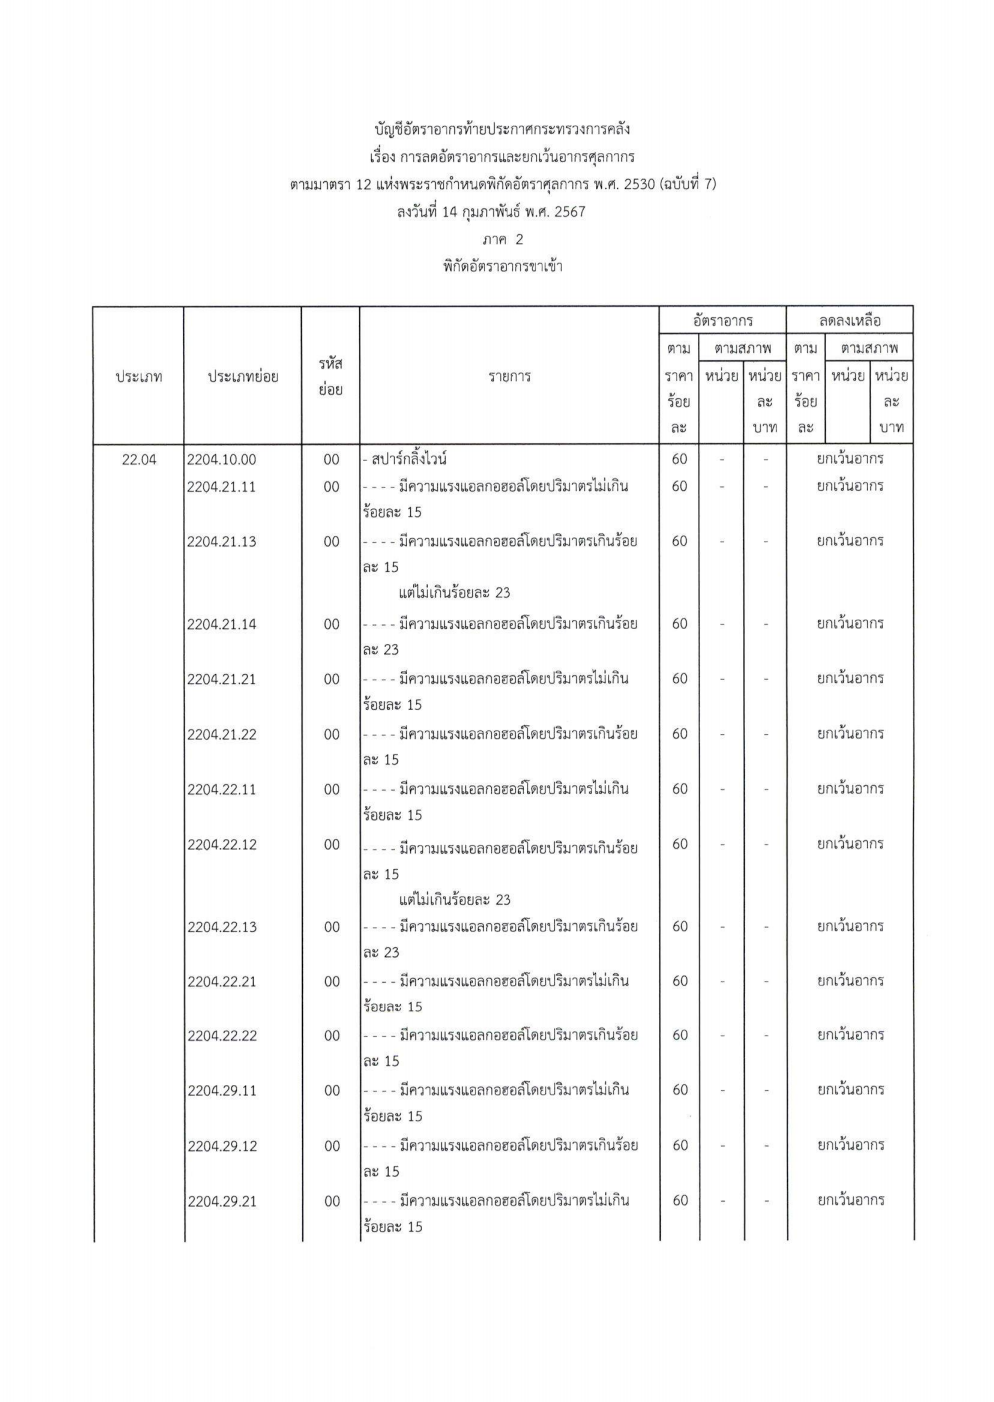 บัญชีอัตราอากรท้ายประกาศกระทรวงการคลัง
เรื่อง การลดอัตราอากรและยกเว้นอากรศุลกากร
ตามมาตรา 12 แห่งพระราชกำหนดพิกัดอัตราศุลกากร พ.ศ. 2530 (ฉบับที่ 7)
ลงวันที่ 14 กุมภาพันธ์ พ.ศ. 2567
ภาค 2
พิกัดอัตราอากรขาเข้า
ประเภท ประเภทย่อย รหัส ย่อย รายการ อัตราอากร ลดลงเหลือ
ตาม ตามสภาพ ตาม ตามสภาพ
ราคา หน่วย หน่วย ราคา หน่วย หน่วย
ร้อย ละ ร้อย ละ
ละ บาท ละ บาท
22.04 2204.10.00 00 - สปาร์กลิ้งไวน์ 60 - - ยกเว้นอากร
2204.21.11 00 - - - - มีความแรงแอลกอฮอล์โดยปริมาตรไม่เกิน 60 - - ยกเว้นอากร
ร้อยละ 15
2204.21.13 00 - - - - มีความแรงแอลกอฮอล์โดยปริมาตรเกินร้อย 60 - - ยกเว้นอากร
ละ 15
แต่ไม่เกินร้อยละ 23
2204.21.14 00 - - - - มีความแรงแอลกอฮอล์โดยปริมาตรเกินร้อย 60 - - ยกเว้นอากร
ละ 23
2204.21.21 00 - - - - มีความแรงแอลกอฮอล์โดยปริมาตรไม่เกิน 60 - - ยกเว้นอากร
ร้อยละ 15
2204.21.22 00 - - - - มีความแรงแอลกอฮอล์โดยปริมาตรเกินร้อย 60 - - ยกเว้นอากร
ละ 15
2204.22.11 00 - - - - มีความแรงแอลกอฮอล์โดยปริมาตรไม่เกิน 60 - - ยกเว้นอากร
ร้อยละ 15
2204.22.12 00 - - - - มีความแรงแอลกอฮอล์โดยปริมาตรเกินร้อย 60 - - ยกเว้นอากร
ละ 15
แต่ไม่เกินร้อยละ 23
2204.22.13 00 - - - - มีความแรงแอลกอฮอล์โดยปริมาตรเกินร้อย 60 - - ยกเว้นอากร
ละ 23
2204.22.21 00 - - - - มีความแรงแอลกอฮอล์โดยปริมาตรไม่เกิน 60 - - ยกเว้นอากร
ร้อยละ 15
2204.22.22 00 - - - - มีความแรงแอลกอฮอล์โดยปริมาตรเกินร้อย 60 - - ยกเว้นอากร
ละ 15
2204.29.11 00 - - - - มีความแรงแอลกอฮอล์โดยปริมาตรไม่เกิน 60 - - ยกเว้นอากร
ร้อยละ 15
2204.29.12 00 - - - - มีความแรงแอลกอฮอล์โดยปริมาตรเกินร้อย 60 - - ยกเว้นอากร
ละ 15
2204.29.21 00 - - - - มีความแรงแอลกอฮอล์โดยปริมาตรไม่เกิน 60 - - ยกเว้นอากร
ร้อยละ 15